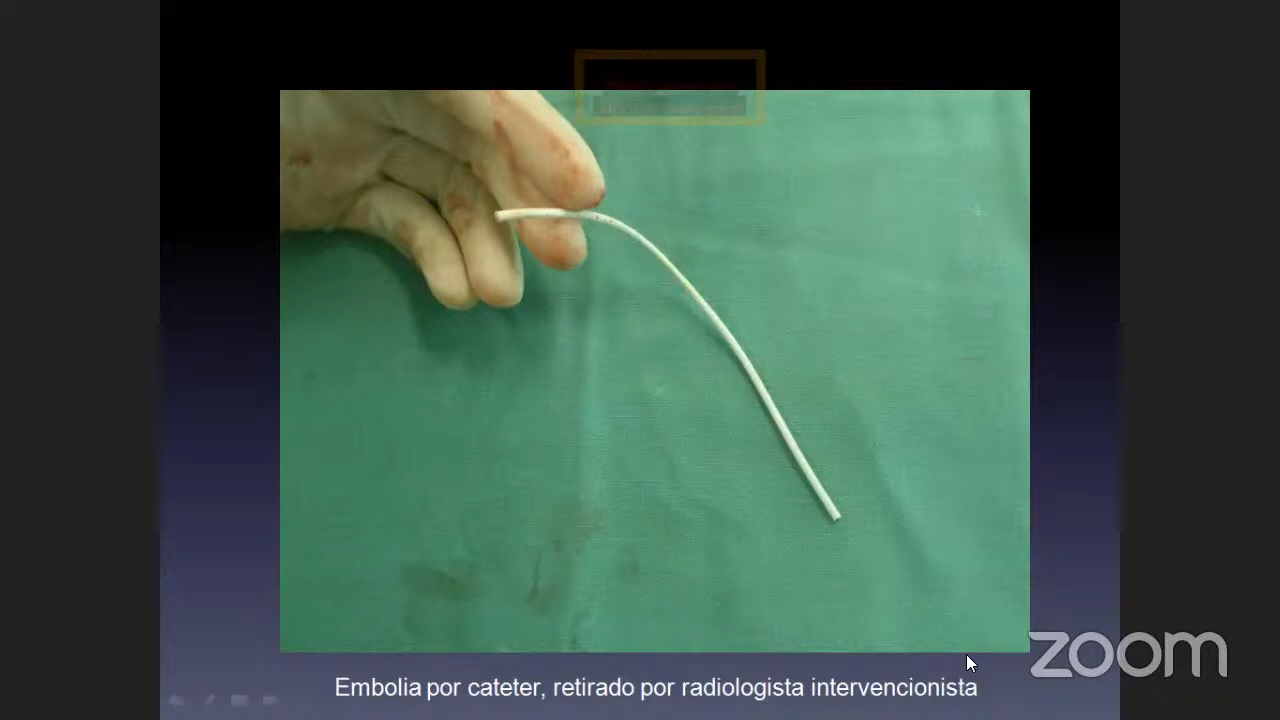 Embolia por cateter, retirado por radiologista intervencionista
zoom